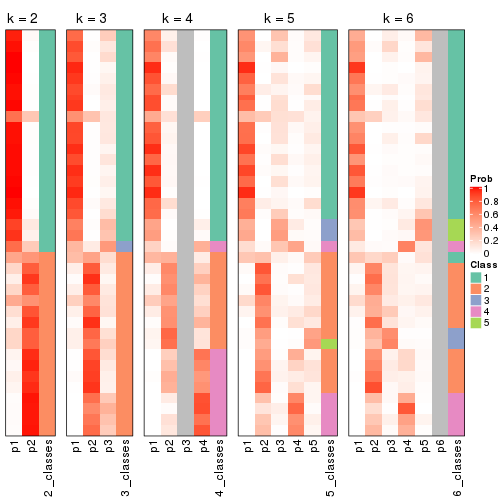 k = 2
k = 3
k = 4
k = 5
k = 6
p1
p2
2_classes
p1
p2
p3
3_classes
p1
p2
p3
p4
4_classes
p1
p2
p3
p4
p5
5_classes
p1
p2
p3
p4
p5
p6
6_classes
Prob
1
0.8
0.6
0.4
0.2
0
Class
1
2
3
4
5